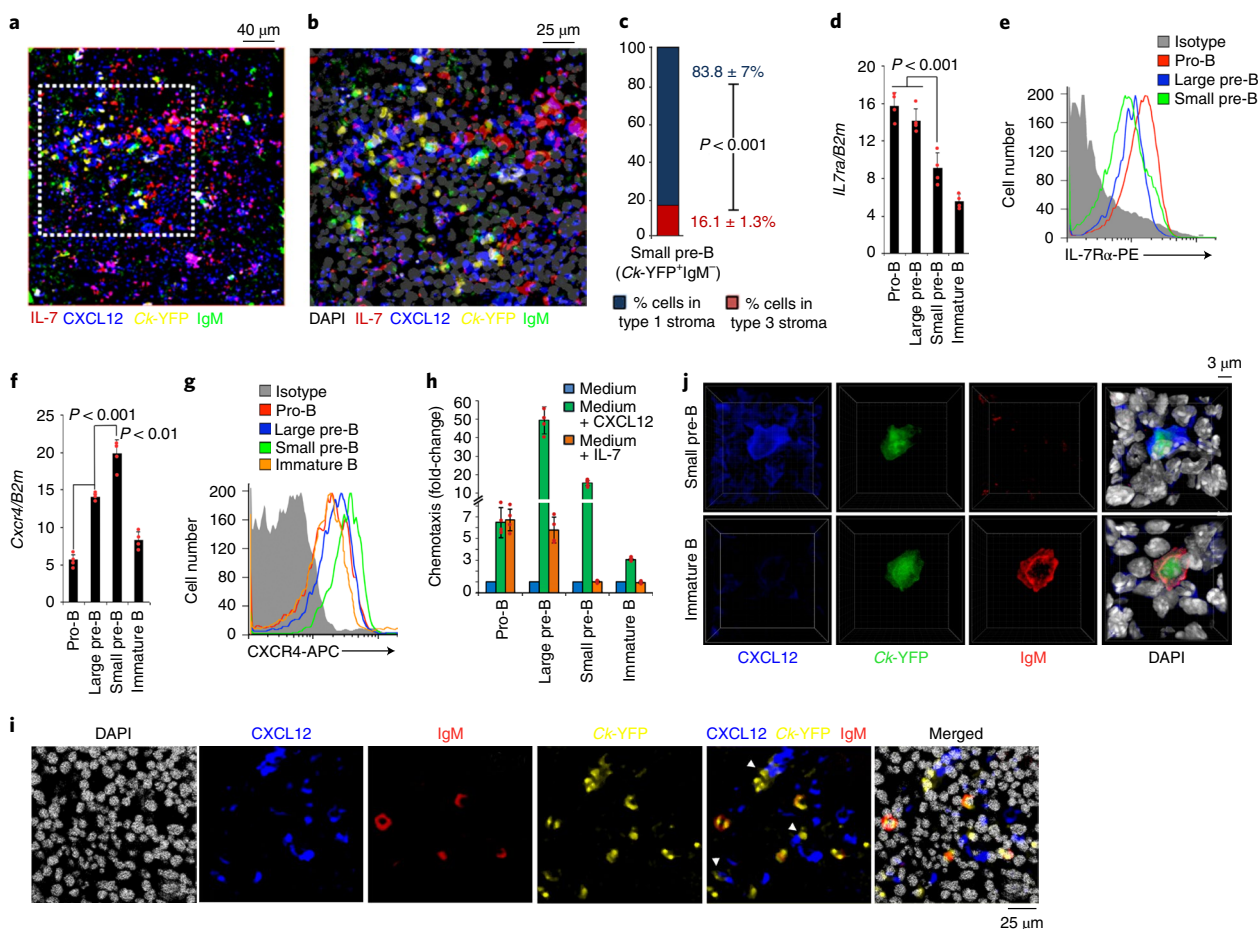 a
40 μm
IL-7 CXCL12 Ck-YFP IgM
b
25 μm
DAPI IL-7 CXCL12 Ck-YFP IgM
c
100
80
60
40
20
0
83.8 ± 7%
P < 0.001
16.1 ± 1.3%
Small pre-B
(Ck-YFP⁺IgM⁻)
% cells in
type 1 stroma
% cells in
type 3 stroma
d
P < 0.001
IL7ra/B2m
20
16
12
8
4
0
Pro-B
Large pre-B
Small pre-B
Immature B
e
Isotype
Pro-B
Large pre-B
Small pre-B
Cell number
200
160
120
80
40
0
IL-7Rα-PE
f
P < 0.001
P < 0.01
Cxcr4/B2m
25
20
15
10
5
0
Pro-B
Large pre-B
Small pre-B
Immature B
g
Isotype
Pro-B
Large pre-B
Small pre-B
Immature B
Cell number
200
160
120
80
40
0
CXCR4-APC
h
Medium
Medium
+ CXCL12
Medium
+ IL-7
Chemotaxis (fold-change)
60
50
40
30
20
10
7
5
3
1
0
Pro-B
Large pre-B
Small pre-B
Immature B
j
3 μm
Small pre-B
Immature B
CXCL12
Ck-YFP
IgM
DAPI
i
DAPI
CXCL12
IgM
Ck-YFP
CXCL12 Ck-YFP IgM
Merged
25 μm